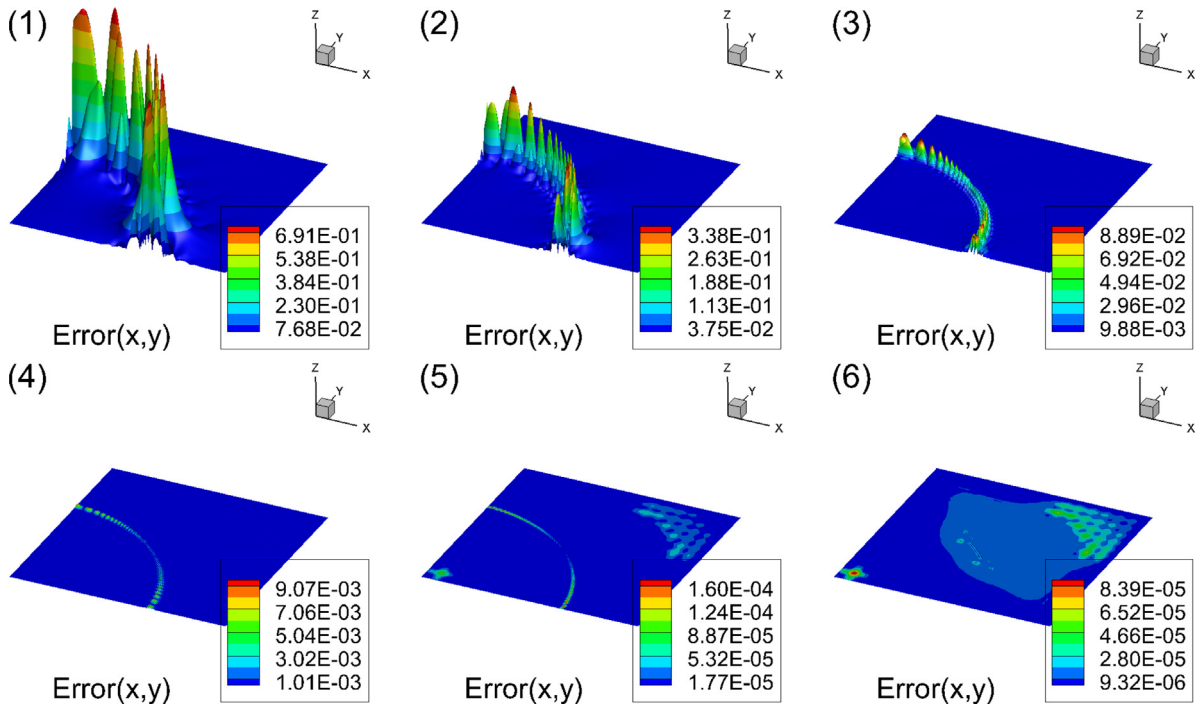 (1)
Z
Y
X
6.91E-01
5.38E-01
3.84E-01
2.30E-01
7.68E-02
Error(x,y)
(2)
Z
Y
X
3.38E-01
2.63E-01
1.88E-01
1.13E-01
3.75E-02
Error(x,y)
(3)
Z
Y
X
8.89E-02
6.92E-02
4.94E-02
2.96E-02
9.88E-03
Error(x,y)
(4)
Z
Y
X
9.07E-03
7.06E-03
5.04E-03
3.02E-03
1.01E-03
Error(x,y)
(5)
Z
Y
X
1.60E-04
1.24E-04
8.87E-05
5.32E-05
1.77E-05
Error(x,y)
(6)
Z
Y
X
8.39E-05
6.52E-05
4.66E-05
2.80E-05
9.32E-06
Error(x,y)